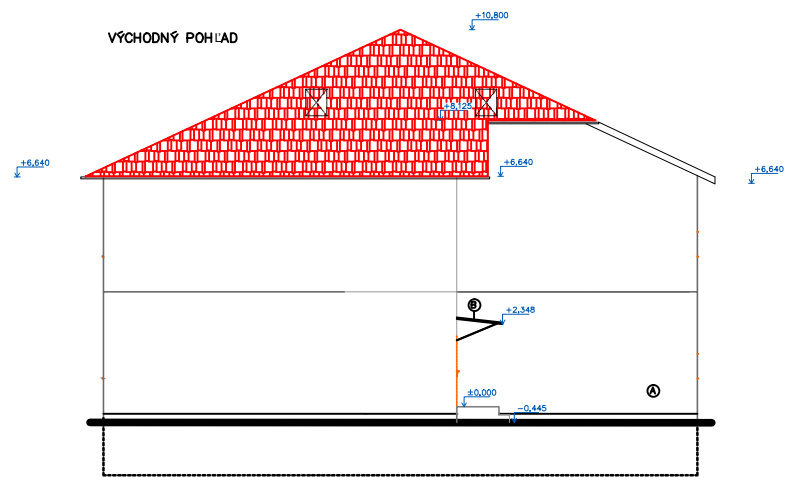 VÝCHODNÝ POHĽAD
+10,800
+8,125
+6,640
+6,640
+6,640
B
+2,348
A
±0,000
-0,445